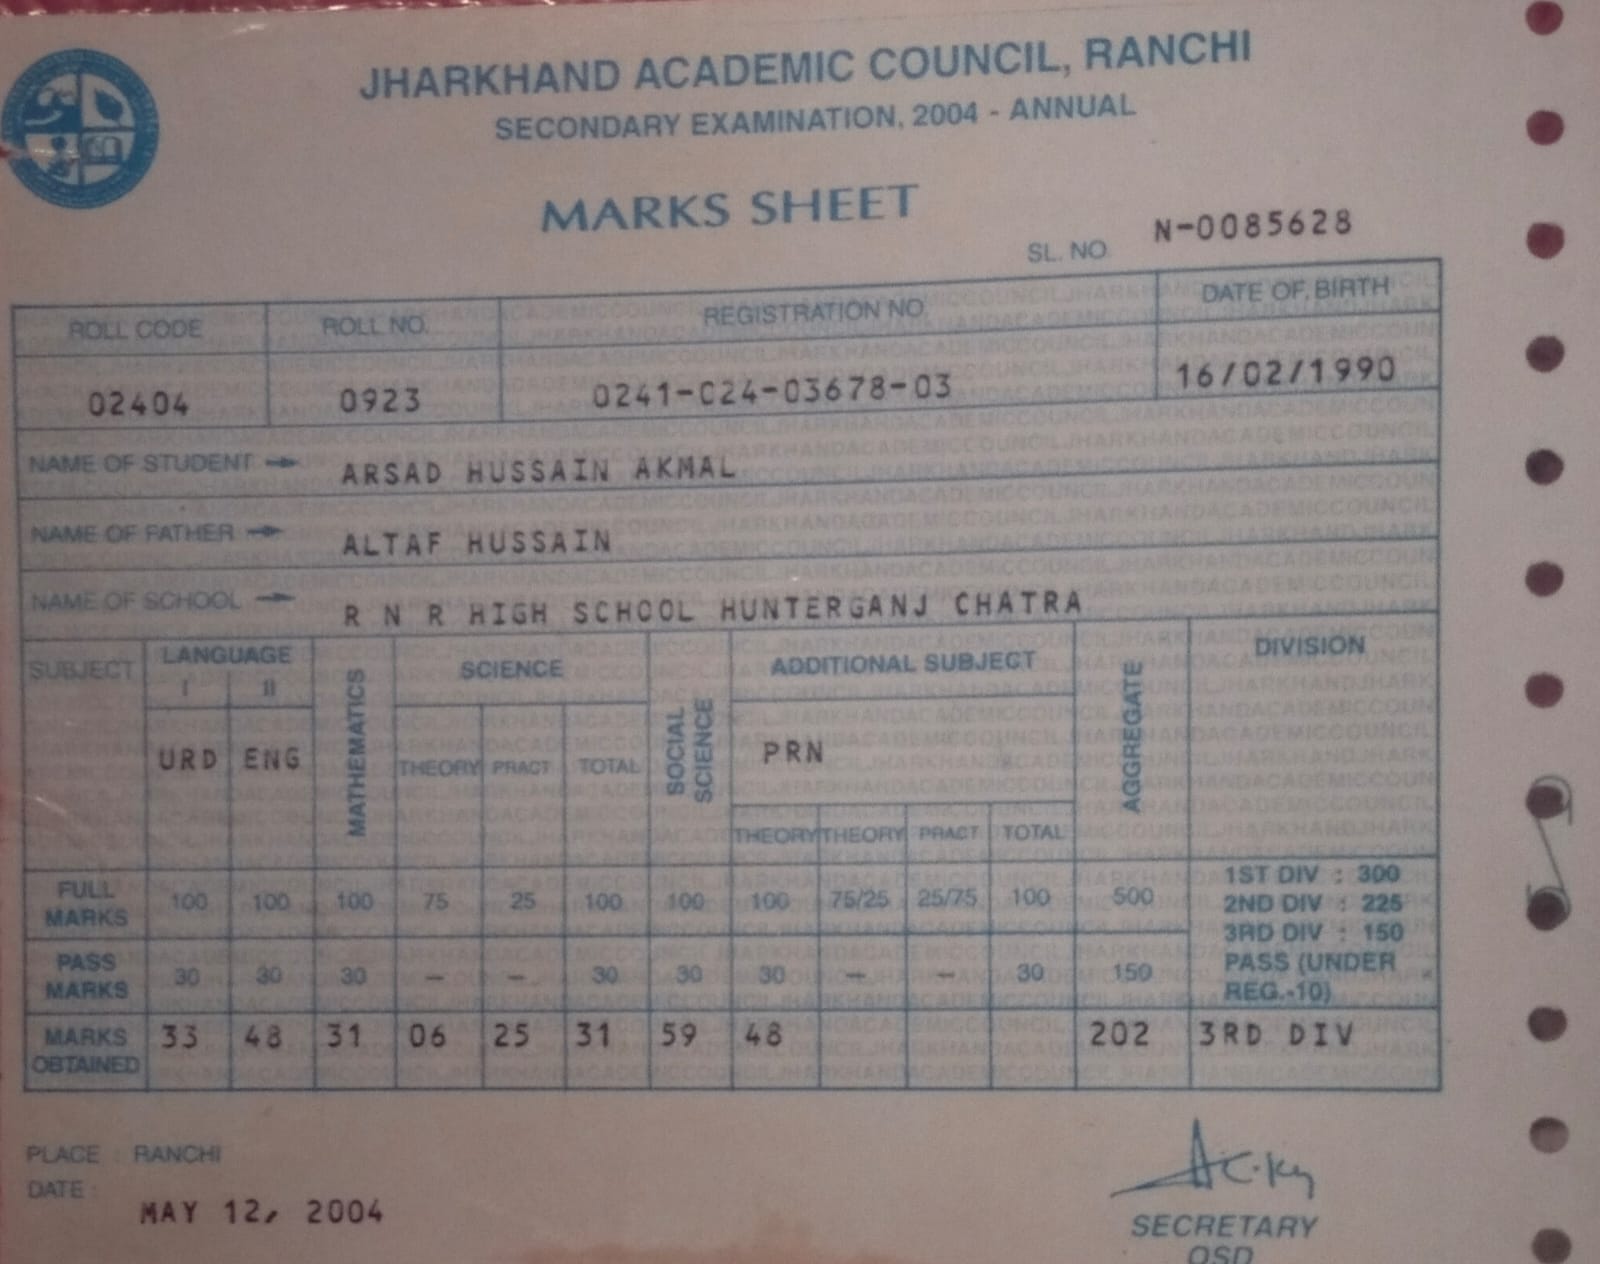 JHARKHAND ACADEMIC COUNCIL, RANCHI
SECONDARY EXAMINATION, 2004 - ANNUAL
MARKS SHEET
SL. NO. N-0085628
ROLL CODE ROLL NO. REGISTRATION NO. DATE OF BIRTH
02404 0923 0241-C24-03678-03 16/02/1990
NAME OF STUDENT → ARSAD HUSSAIN AKMAL
NAME OF FATHER → ALTAF HUSSAIN
NAME OF SCHOOL → R N R HIGH SCHOOL HUNTERGANJ CHATRA
SUBJECT LANGUAGE MATHEMATICS SCIENCE SOCIAL SCIENCE ADDITIONAL SUBJECT AGGREGATE DIVISION
I II
URD ENG THEORY PRACT TOTAL PRN
THEORY THEORY PRACT TOTAL
FULL MARKS 100 100 100 75 25 100 100 100 75/25 25/75 100 500
1ST DIV : 300
2ND DIV : 225
3RD DIV : 150
PASS (UNDER
REG.-10)
PASS MARKS 30 30 30 – – 30 30 30 – – 30 150
MARKS OBTAINED 33 48 31 06 25 31 59 48 202 3RD DIV
PLACE : RANCHI
DATE :
MAY 12, 2004
SECRETARY
OSD